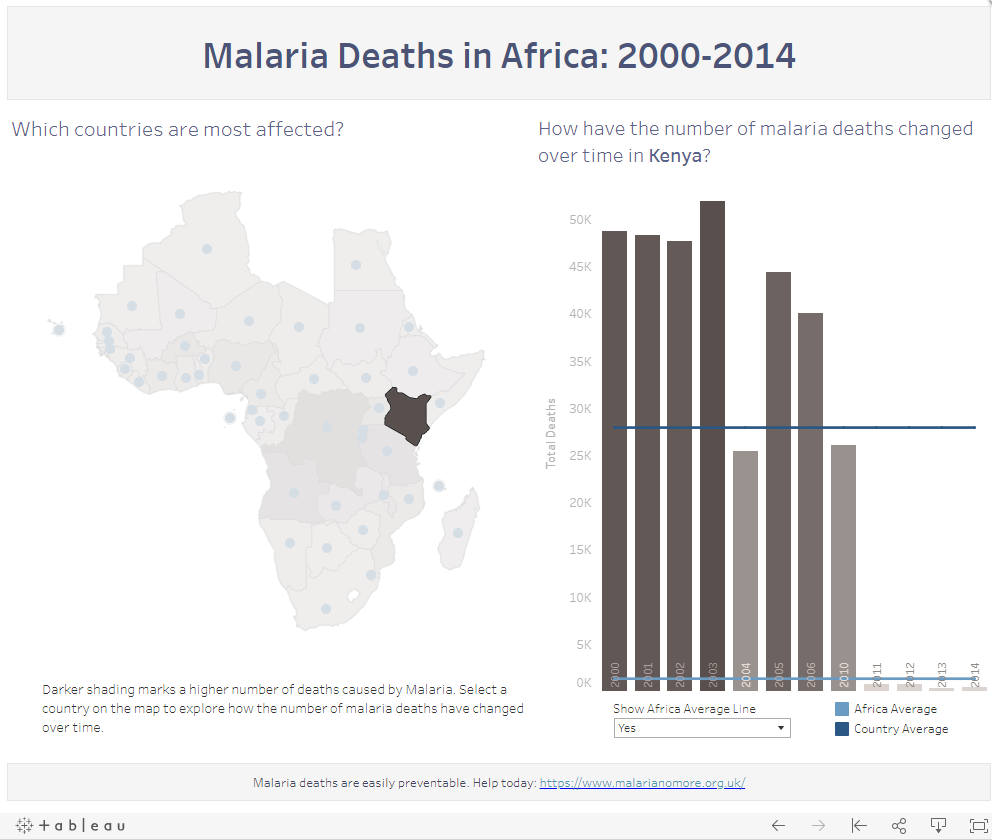 Malaria Deaths in Africa: 2000-2014
Which countries are most affected?
How have the number of malaria deaths changed
over time in Kenya?
50K
45K
40K
35K
30K
25K
20K
15K
10K
5K
0K
Total Deaths
2000
2001
2002
2003
2004
2005
2006
2010
2011
2012
2013
2014
Darker shading marks a higher number of deaths caused by Malaria. Select a
country on the map to explore how the number of malaria deaths have changed
over time.
Show Africa Average Line
Yes
Africa Average
Country Average
Malaria deaths are easily preventable. Help today: https://www.malarianomore.org.uk/
+ableau